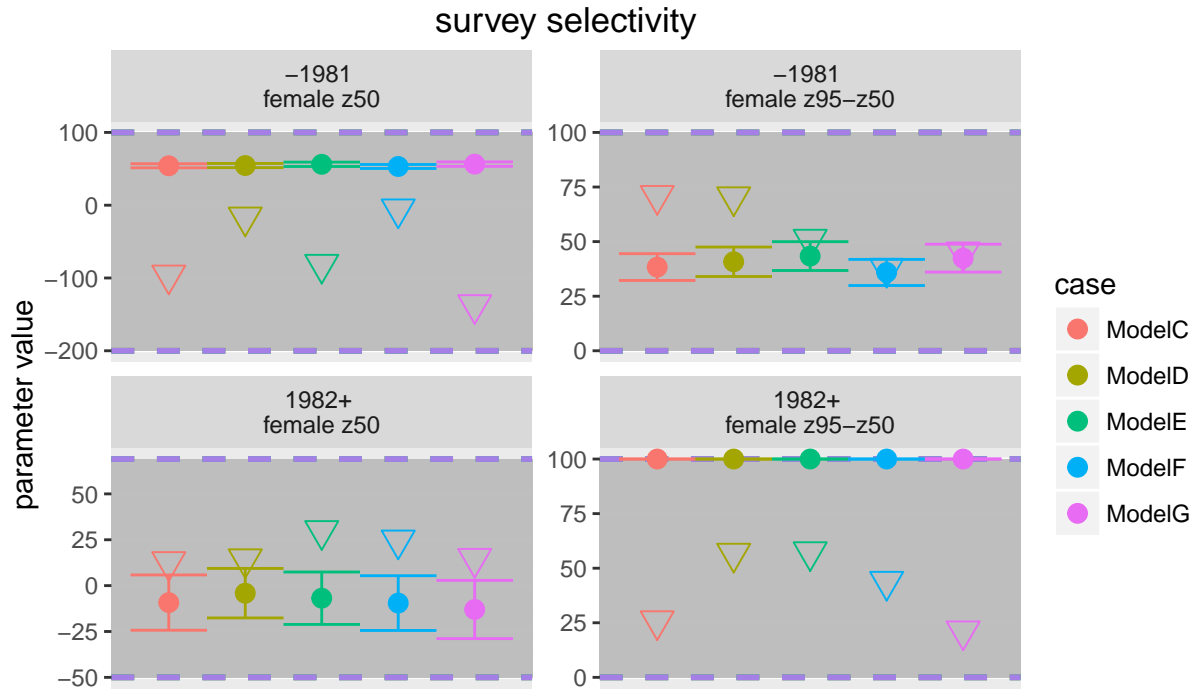 survey selectivity
−1981
female z50
−1981
female z95−z50
100
0
−100
−200
100
75
50
25
0
parameter value
1982+
female z50
1982+
female z95−z50
50
25
0
−25
−50
100
75
50
25
0
case
ModelC
ModelD
ModelE
ModelF
ModelG